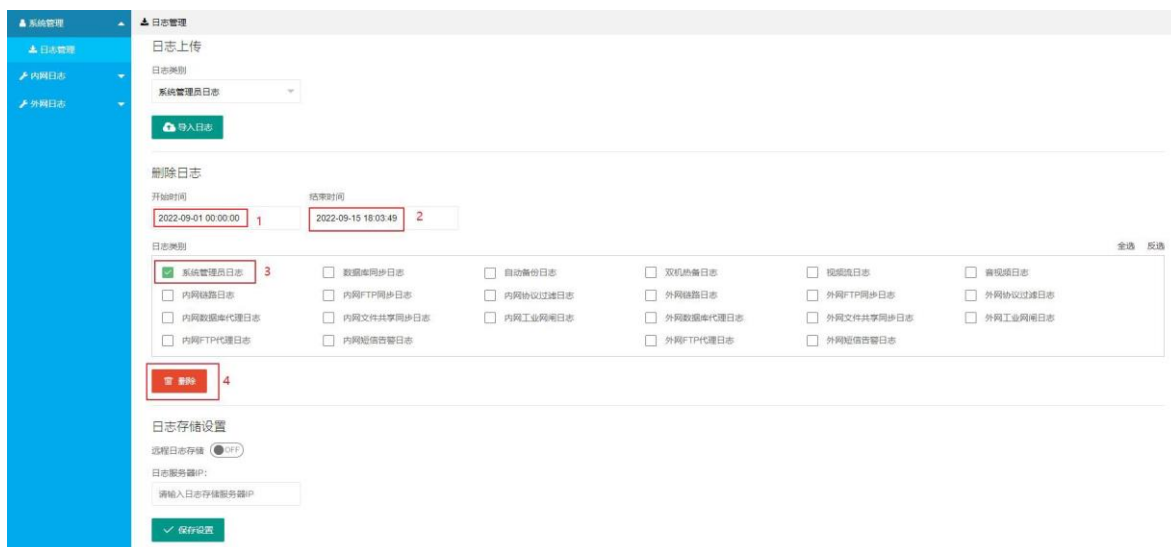 系统管理
日志管理
内网日志
外网日志
日志管理
日志上传
日志类别
系统管理员日志
导入日志
删除日志
开始时间 结束时间
2022-09-01 00:00:00 1 2022-09-15 18:03:49 2
日志类别 全选 反选
系统管理员日志 3 数据库同步日志 自动备份日志 双机热备日志 视频流日志 音视频日志
内网链路日志 内网FTP同步日志 内网协议过滤日志 外网链路日志 外网FTP同步日志 外网协议过滤日志
内网数据库代理日志 内网文件共享同步日志 内网工业网闸日志 外网数据库代理日志 外网文件共享同步日志 外网工业网闸日志
内网FTP代理日志 内网短信告警日志 外网FTP代理日志 外网短信告警日志
删除 4
日志存储设置
远程日志存储 OFF
日志服务器IP:
请输入日志存储服务器IP
保存设置